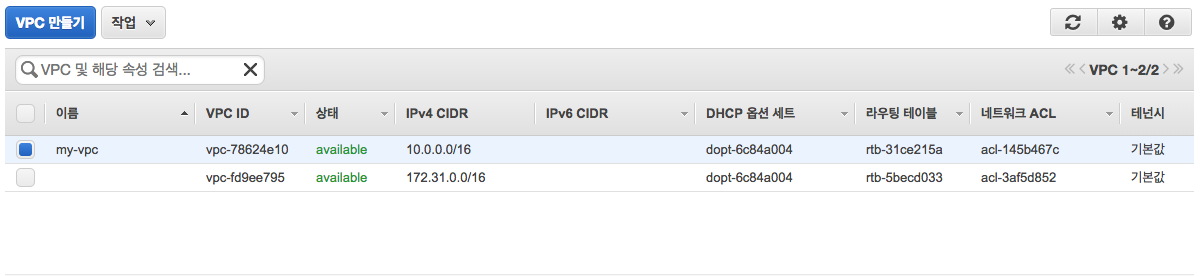 VPC 만들기 작업
VPC 및 해당 속성 검색... VPC 1~2/2
이름 VPC ID 상태 IPv4 CIDR IPv6 CIDR DHCP 옵션 세트 라우팅 테이블 네트워크 ACL 테넌시
my-vpc vpc-78624e10 available 10.0.0.0/16 dopt-6c84a004 rtb-31ce215a acl-145b467c 기본값
vpc-fd9ee795 available 172.31.0.0/16 dopt-6c84a004 rtb-5becd033 acl-3af5d852 기본값